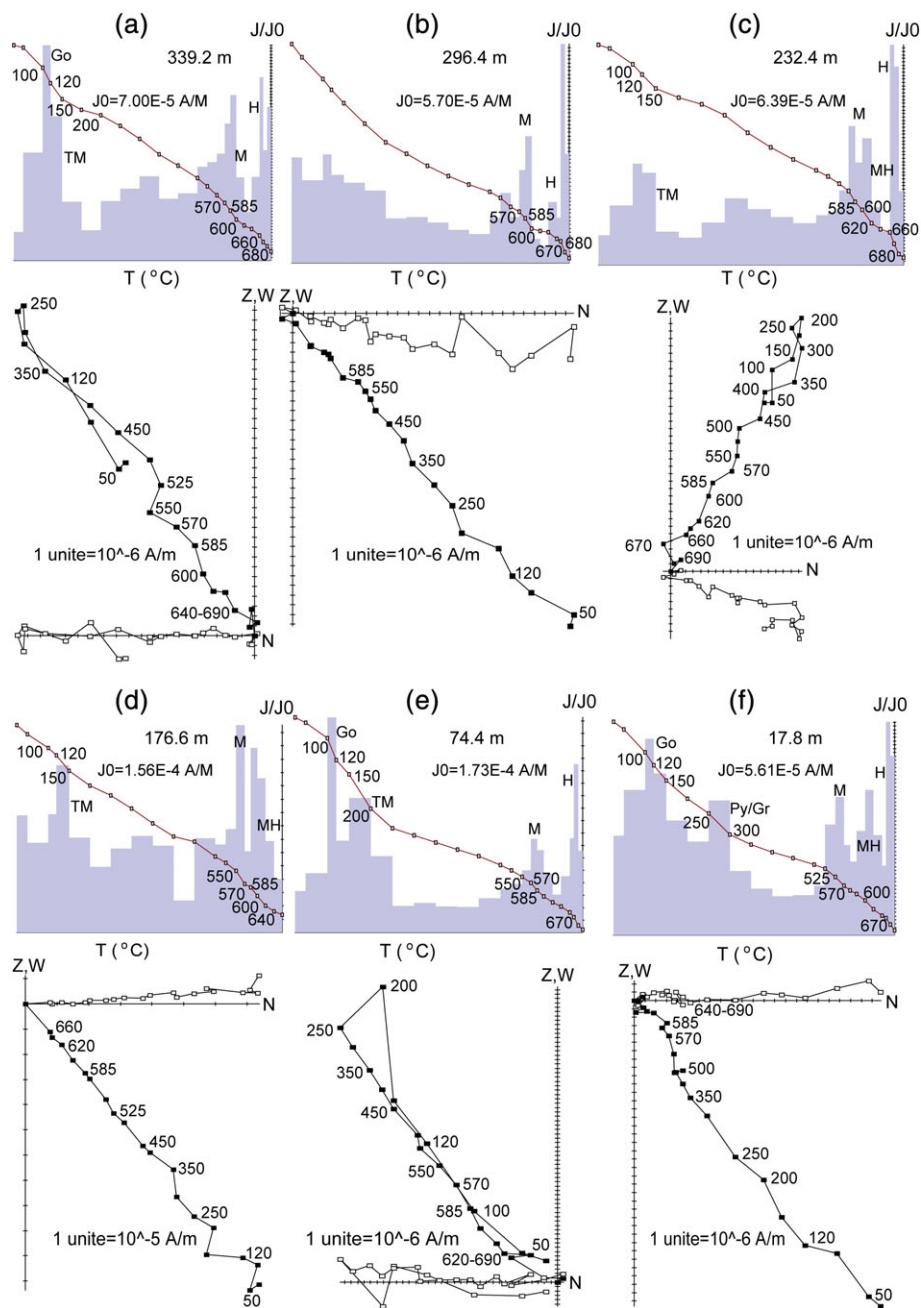 (a)
J/J0
Go
339.2 m
100
120
J0=7.00E-5 A/M
150
200
H
TM
M
570
585
600
660
680
T (°C)
(b)
J/J0
296.4 m
J0=5.70E-5 A/M
M
H
570
585
600
680
670
T (°C)
(c)
J/J0
232.4 m
H
100
120
150
J0=6.39E-5 A/M
M
TM
MH
585
600
620
660
680
T (°C)
Z,W
250
350
120
450
50
525
550
570
585
1 unite=10^-6 A/m
600
640-690
N
Z,W
N
585
550
450
350
250
1 unite=10^-6 A/m
120
50
200
250
150
300
100
350
400
50
450
500
550
570
585
600
620
660
670
690
1 unite=10^-6 A/m
N
(d)
J/J0
176.6 m
M
100
120
J0=1.56E-4 A/M
150
TM
MH
550
585
570
600
640
T (°C)
(e)
J/J0
Go
74.4 m
100
120
J0=1.73E-4 A/M
150
H
TM
200
M
550
570
585
670
T (°C)
(f)
J/J0
17.8 m
Go
100
120
J0=5.61E-5 A/M
H
150
M
250
Py/Gr
300
MH
525
570
600
670
T (°C)
Z,W
N
660
620
585
525
450
350
250
1 unite=10^-5 A/m
120
50
Z,W
200
250
350
450
120
550
570
585
100
1 unite=10^-6 A/m
50
620-690
N
Z,W
N
640-690
585
570
500
350
250
200
1 unite=10^-6 A/m
120
50